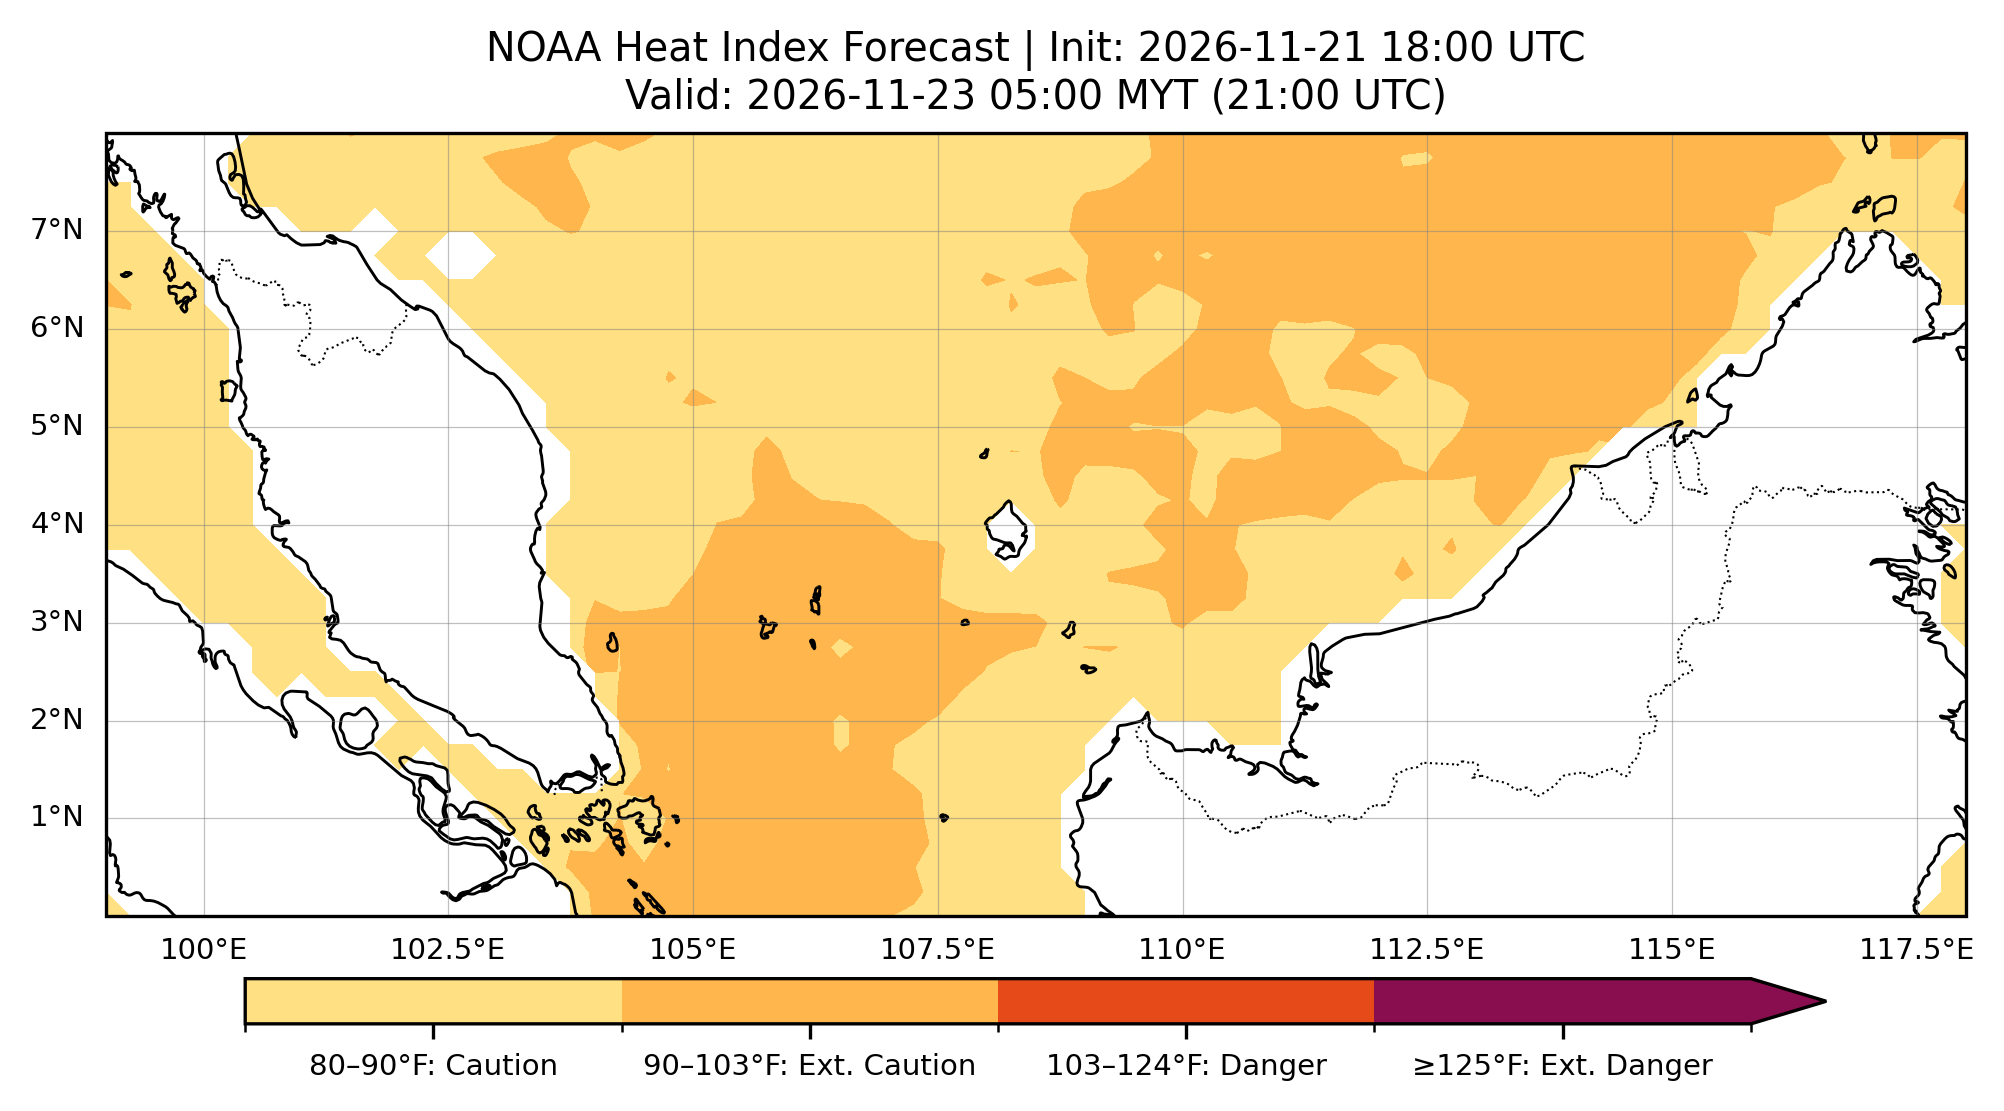 NOAA Heat Index Forecast | Init: 2026-11-21 18:00 UTC
Valid: 2026-11-23 05:00 MYT (21:00 UTC)
7°N
6°N
5°N
4°N
3°N
2°N
1°N
100°E
102.5°E
105°E
107.5°E
110°E
112.5°E
115°E
117.5°E
80–90°F: Caution
90–103°F: Ext. Caution
103–124°F: Danger
≥125°F: Ext. Danger